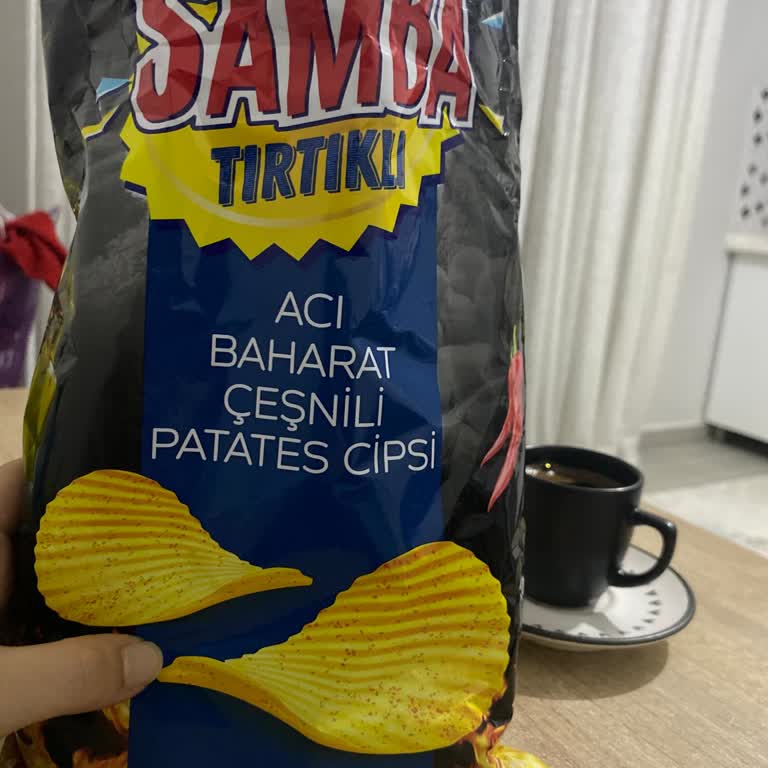 SAMBA
TIRTIKLI
ACI
BAHARAT
ÇEŞNİLİ
PATATES CİPSİ